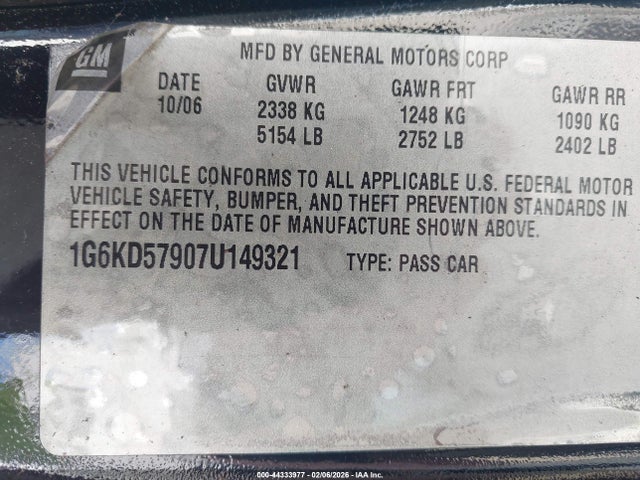 GM
MFD BY GENERAL MOTORS CORP
DATE GVWR GAWR FRT GAWR RR
10/06 2338 KG 1248 KG 1090 KG
5154 LB 2752 LB 2402 LB
THIS VEHICLE CONFORMS TO ALL APPLICABLE U.S. FEDERAL MOTOR
VEHICLE SAFETY, BUMPER, AND THEFT PREVENTION STANDARDS IN
EFFECT ON THE DATE OF MANUFACTURE SHOWN ABOVE.
1G6KD57907U149321 TYPE: PASS CAR
000-44333977 - 02/06/2026 - IAA Inc.